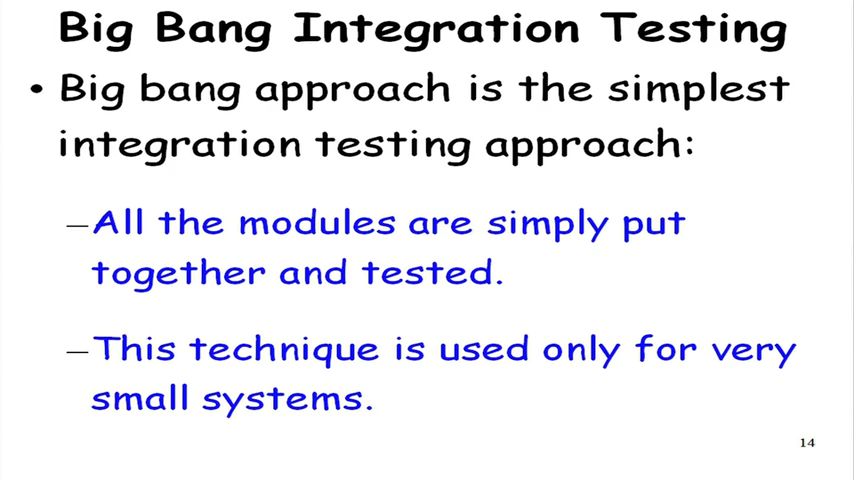 Big Bang Integration Testing
• Big bang approach is the simplest
integration testing approach:
–All the modules are simply put
together and tested.
–This technique is used only for very
small systems.
14